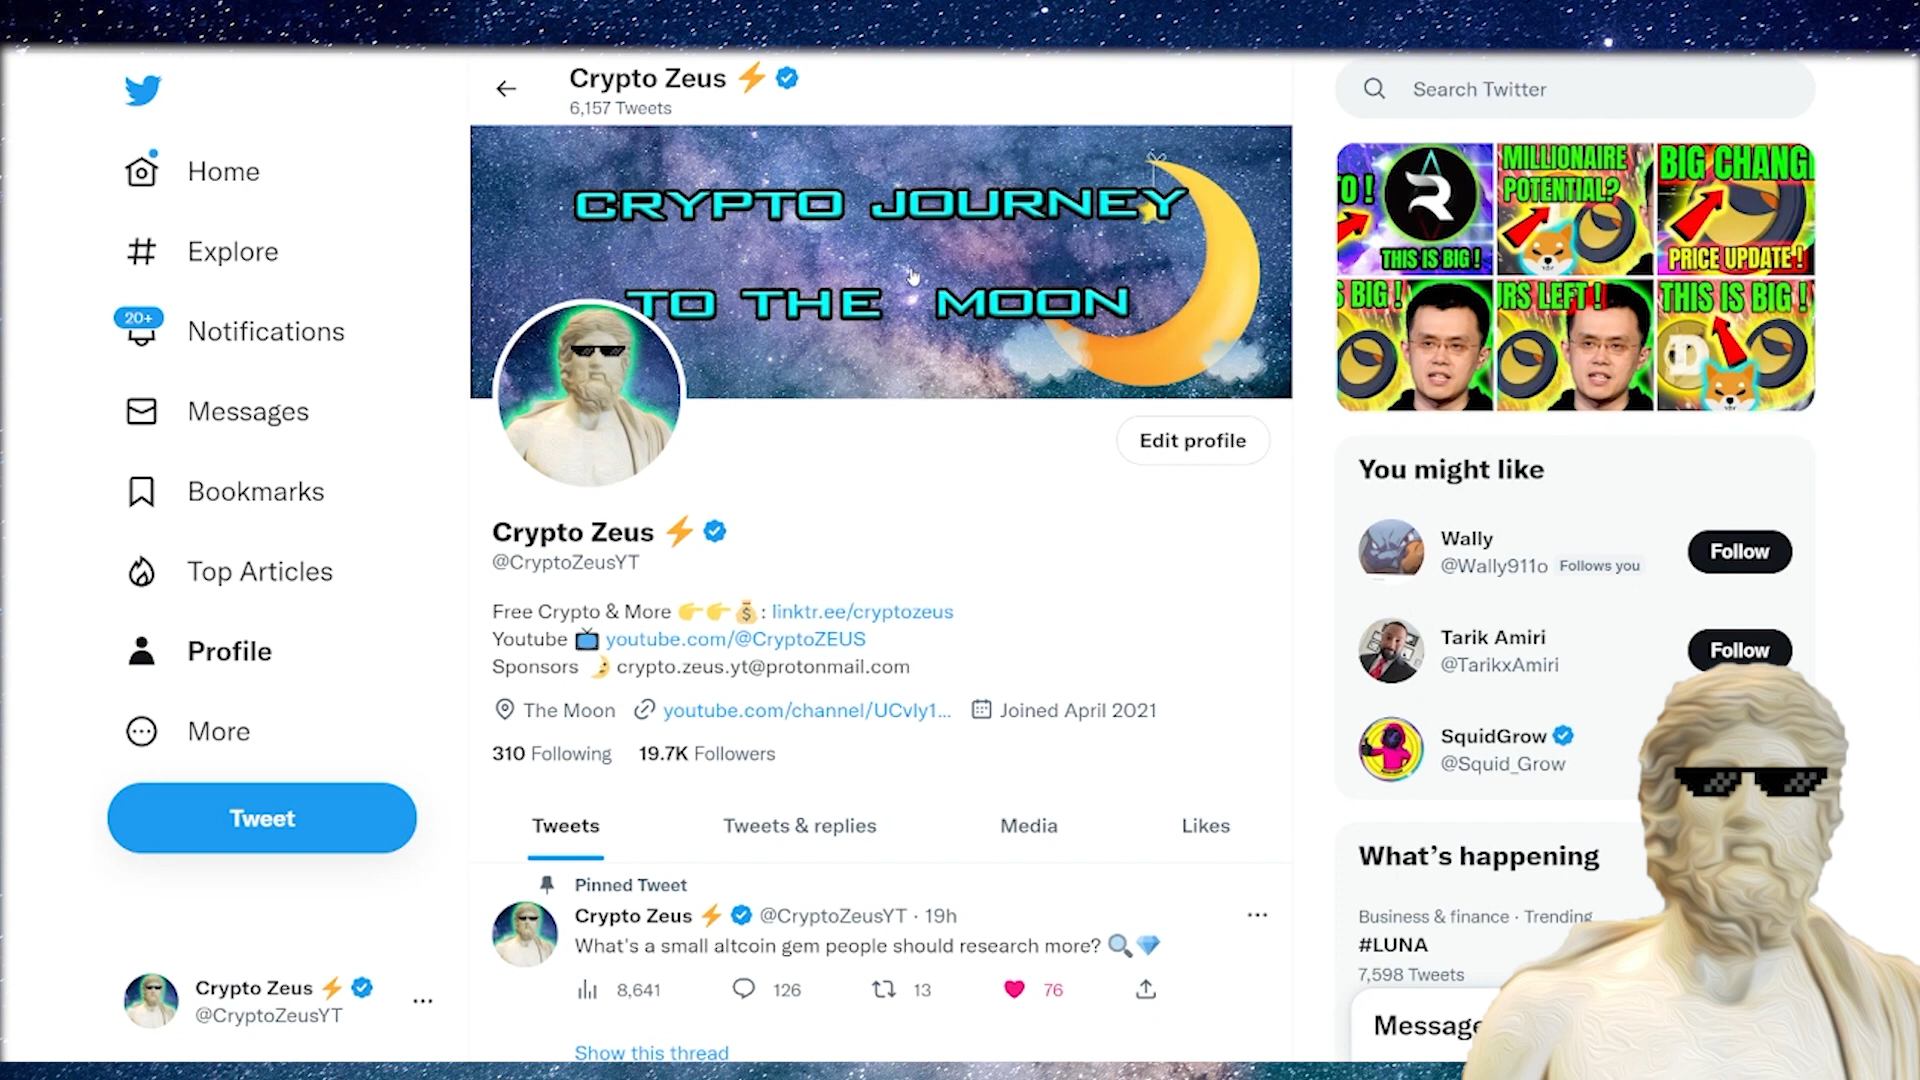 Home
Explore
20+
Notifications
Messages
Bookmarks
Top Articles
Profile
More
Tweet
Crypto Zeus
@CryptoZeusYT
Crypto Zeus
6,157 Tweets
CRYPTO JOURNEY
TO THE MOON
Edit profile
Crypto Zeus
@CryptoZeusYT
Free Crypto & More : linktr.ee/cryptozeus
Youtube youtube.com/@CryptoZEUS
Sponsors crypto.zeus.yt@protonmail.com
The Moon youtube.com/channel/UCvly1... Joined April 2021
310 Following 19.7K Followers
Tweets Tweets & replies Media Likes
Pinned Tweet
Crypto Zeus @CryptoZeusYT · 19h
What's a small altcoin gem people should research more?
8,641 126 13 76
Show this thread
Search Twitter
TO !
THIS IS BIG !
MILLIONAIRE
POTENTIAL?
BIG CHANG
PRICE UPDATE !
S BIG !
URS LEFT !
THIS IS BIG !
You might like
Wally
@Wally911o Follows you
Follow
Tarik Amiri
@TarikxAmiri
Follow
SquidGrow
@Squid_Grow
What's happening
Business & finance · Trending
#LUNA
7,598 Tweets
Message